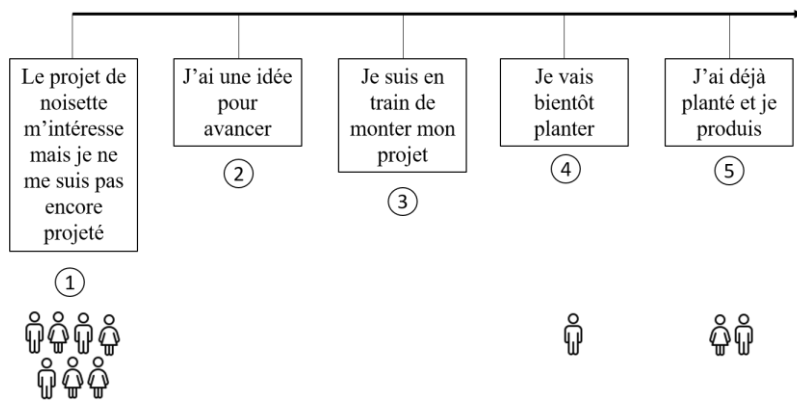 Le projet de
noisette
m’intéresse
mais je ne
me suis pas
encore
projeté
1
J’ai une idée
pour
avancer
2
Je suis en
train de
monter mon
projet
3
Je vais
bientôt
planter
4
J’ai déjà
planté et je
produis
5